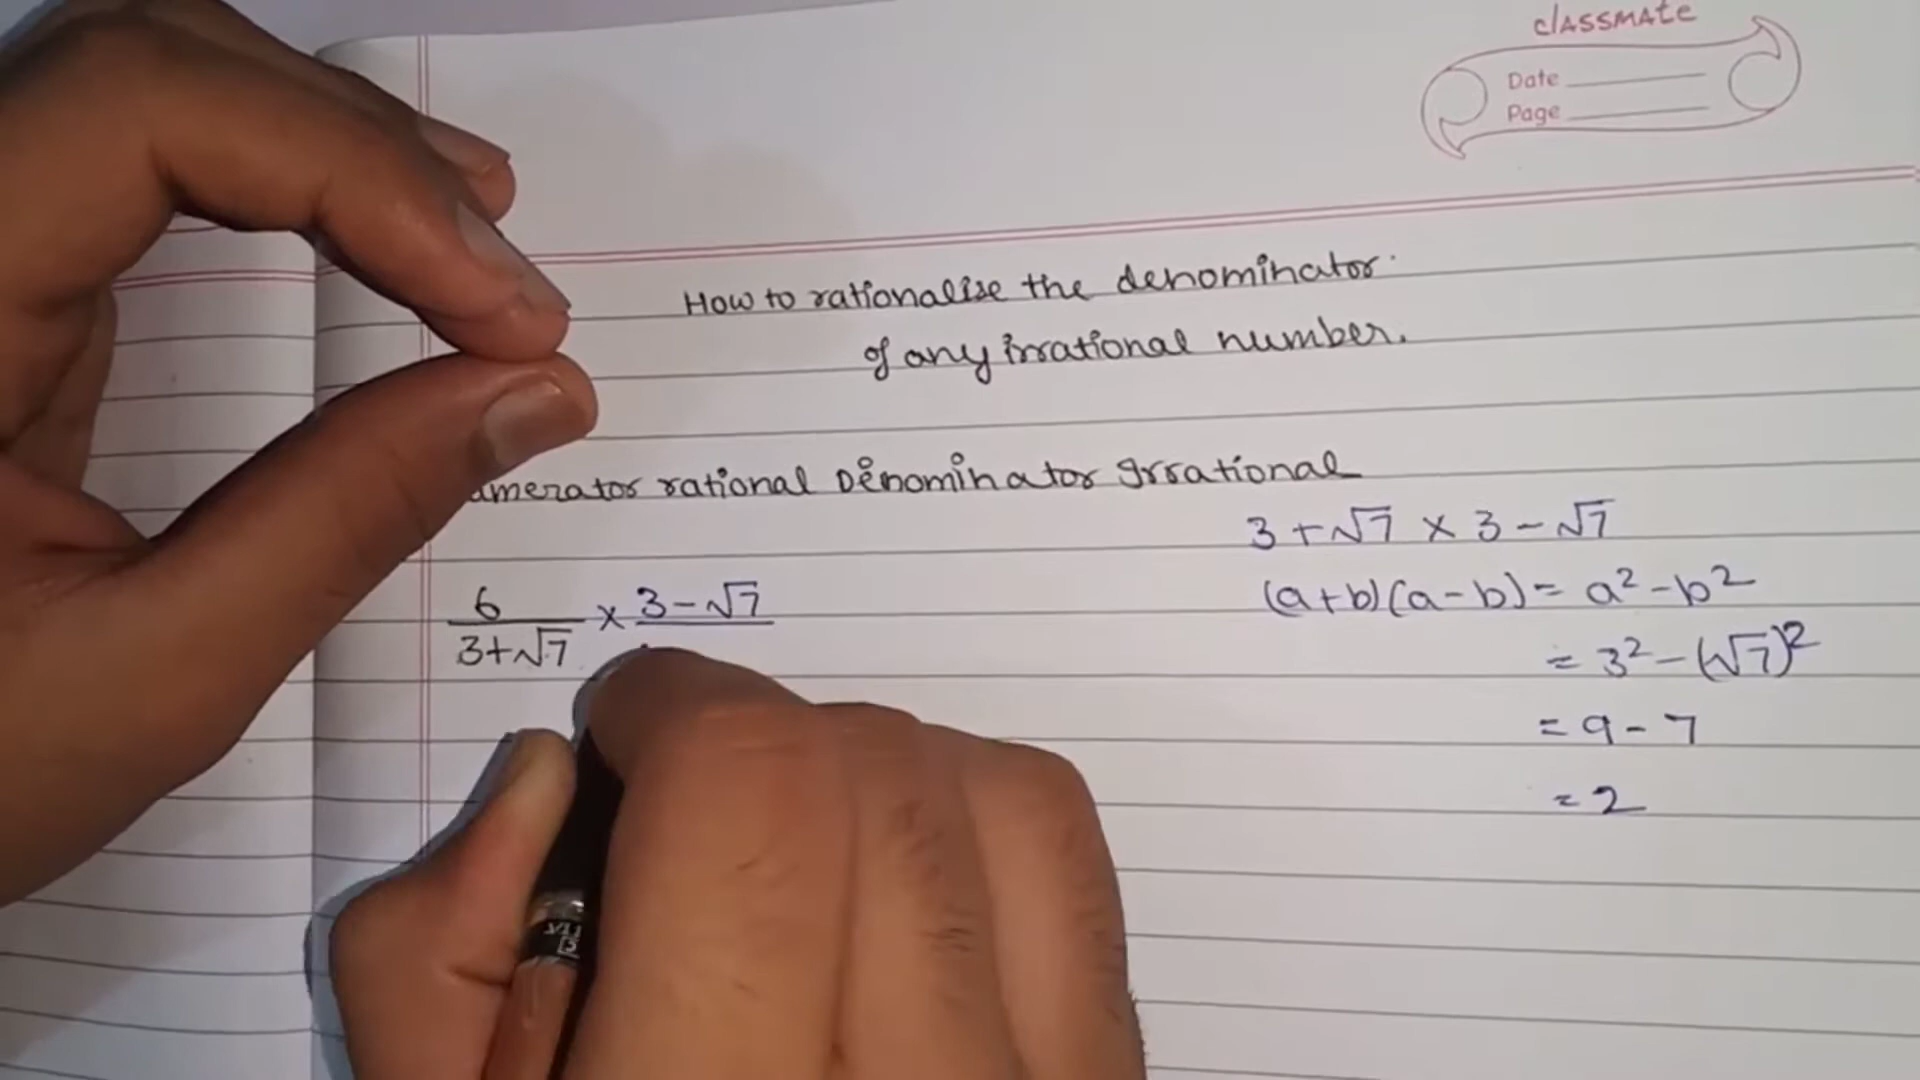 classmate
Date
Page
How to rationalise the denominator.
of any irrational number.
umerator rational Denominator Irrational
3+√7 × 3-√7
(a+b)(a-b) = a² - b²
= 3² - (√7)²
= 9 - 7
= 2
6 / 3+√7 × 3-√7